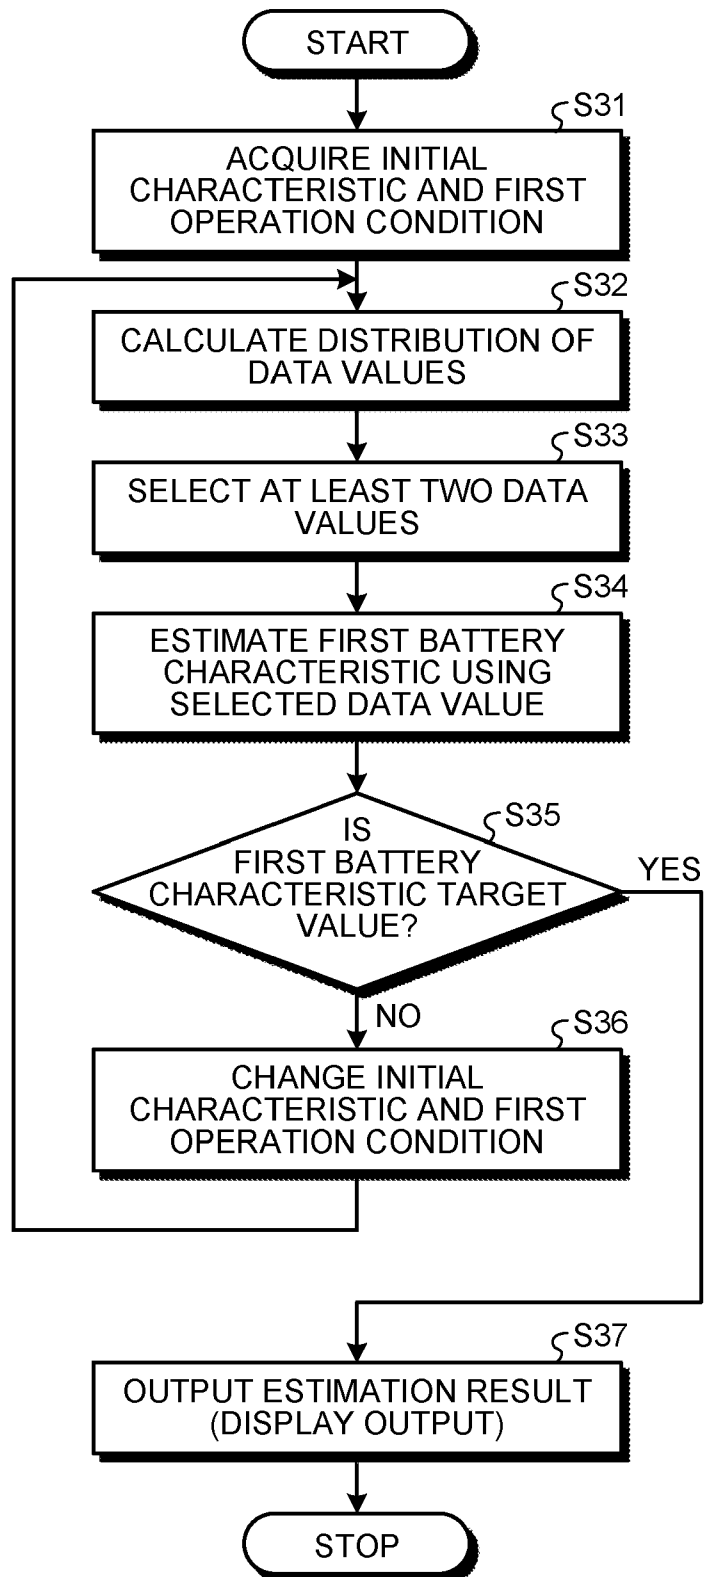 START
S31
ACQUIRE INITIAL
CHARACTERISTIC AND FIRST
OPERATION CONDITION
S32
CALCULATE DISTRIBUTION OF
DATA VALUES
S33
SELECT AT LEAST TWO DATA
VALUES
S34
ESTIMATE FIRST BATTERY
CHARACTERISTIC USING
SELECTED DATA VALUE
S35
IS
FIRST BATTERY
CHARACTERISTIC TARGET
VALUE?
YES
NO
S36
CHANGE INITIAL
CHARACTERISTIC AND FIRST
OPERATION CONDITION
S37
OUTPUT ESTIMATION RESULT
(DISPLAY OUTPUT)
STOP